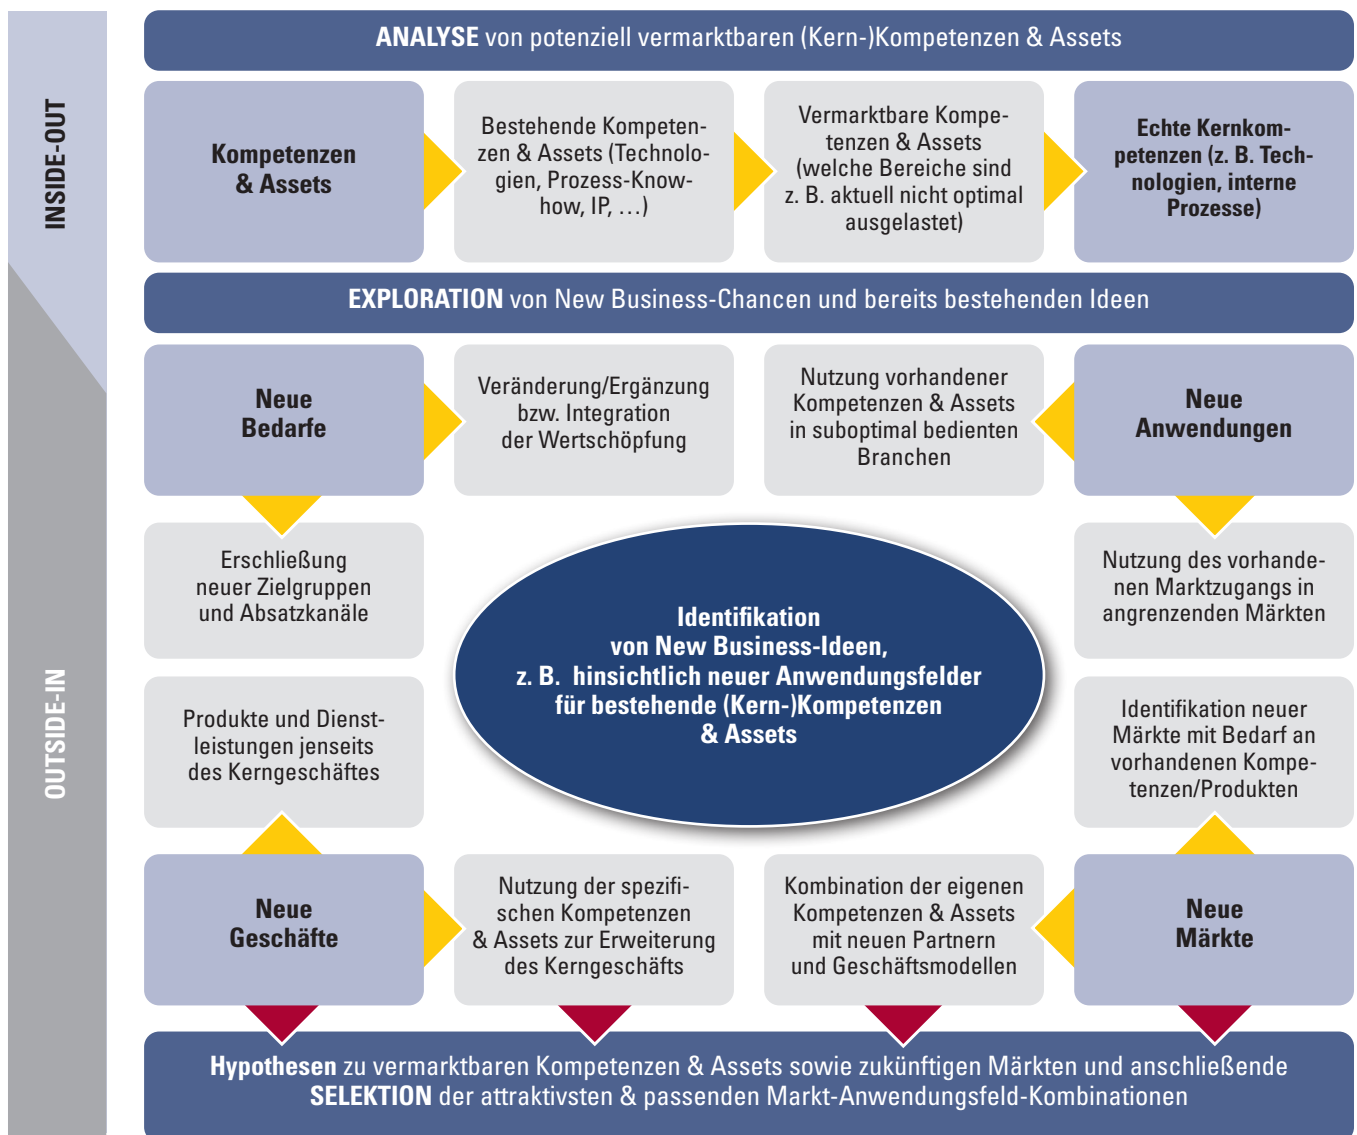 INSIDE-OUT
ANALYSE von potenziell vermarktbaren (Kern-)Kompetenzen & Assets
Kompetenzen
& Assets
Bestehende Kompeten-
zen & Assets (Technolo-
gien, Prozess-Know-
how, IP, …)
Vermarktbare Kompe-
tenzen & Assets
(welche Bereiche sind
z. B. aktuell nicht optimal
ausgelastet)
Echte Kernkom-
petenzen (z. B. Tech-
nologien, interne
Prozesse)
OUTSIDE-IN
EXPLORATION von New Business-Chancen und bereits bestehenden Ideen
Neue
Bedarfe
Veränderung/Ergänzung
bzw. Integration
der Wertschöpfung
Nutzung vorhandener
Kompetenzen & Assets
in suboptimal bedienten
Branchen
Neue
Anwendungen
Erschließung
neuer Zielgruppen
und Absatzkanäle
Identifikation
von New Business-Ideen,
z. B. hinsichtlich neuer Anwendungsfelder
für bestehende (Kern-)Kompetenzen
& Assets
Nutzung des vorhande-
nen Marktzugangs in
angrenzenden Märkten
Produkte und Dienst-
leistungen jenseits
des Kerngeschäftes
Identifikation neuer
Märkte mit Bedarf an
vorhandenen Kompe-
tenzen/Produkten
Neue
Geschäfte
Nutzung der spezifi-
schen Kompetenzen
& Assets zur Erweiterung
des Kerngeschäfts
Kombination der eigenen
Kompetenzen & Assets
mit neuen Partnern
und Geschäftsmodellen
Neue
Märkte
Hypothesen zu vermarktbaren Kompetenzen & Assets sowie zukünftigen Märkten und anschließende
SELEKTION der attraktivsten & passenden Markt-Anwendungsfeld-Kombinationen